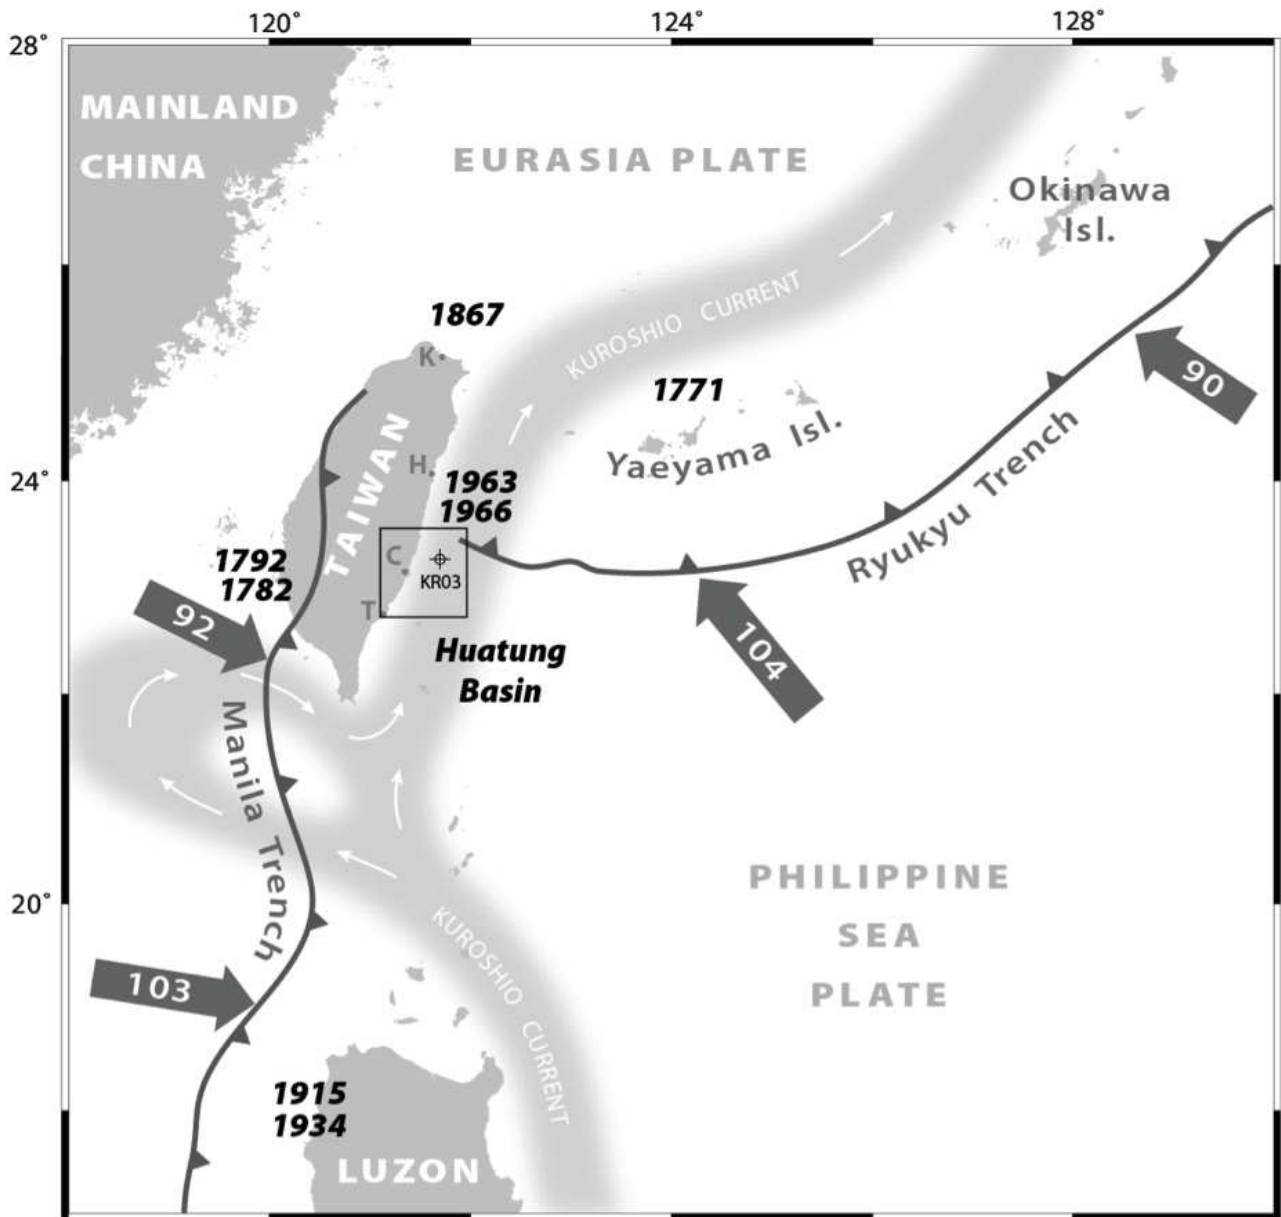 120°
124°
128°
28°
MAINLAND
CHINA
EURASIA PLATE
Okinawa
Isl.
KUROSHIO CURRENT
1867
K
90
1771
Yaeyama Isl.
TAIWAN
H
24°
1963
1966
Ryukyu Trench
1792
1782
C
KR03
92
T
104
Huatung
Basin
Manila Trench
PHILIPPINE
SEA
PLATE
20°
KUROSHIO CURRENT
103
1915
1934
LUZON